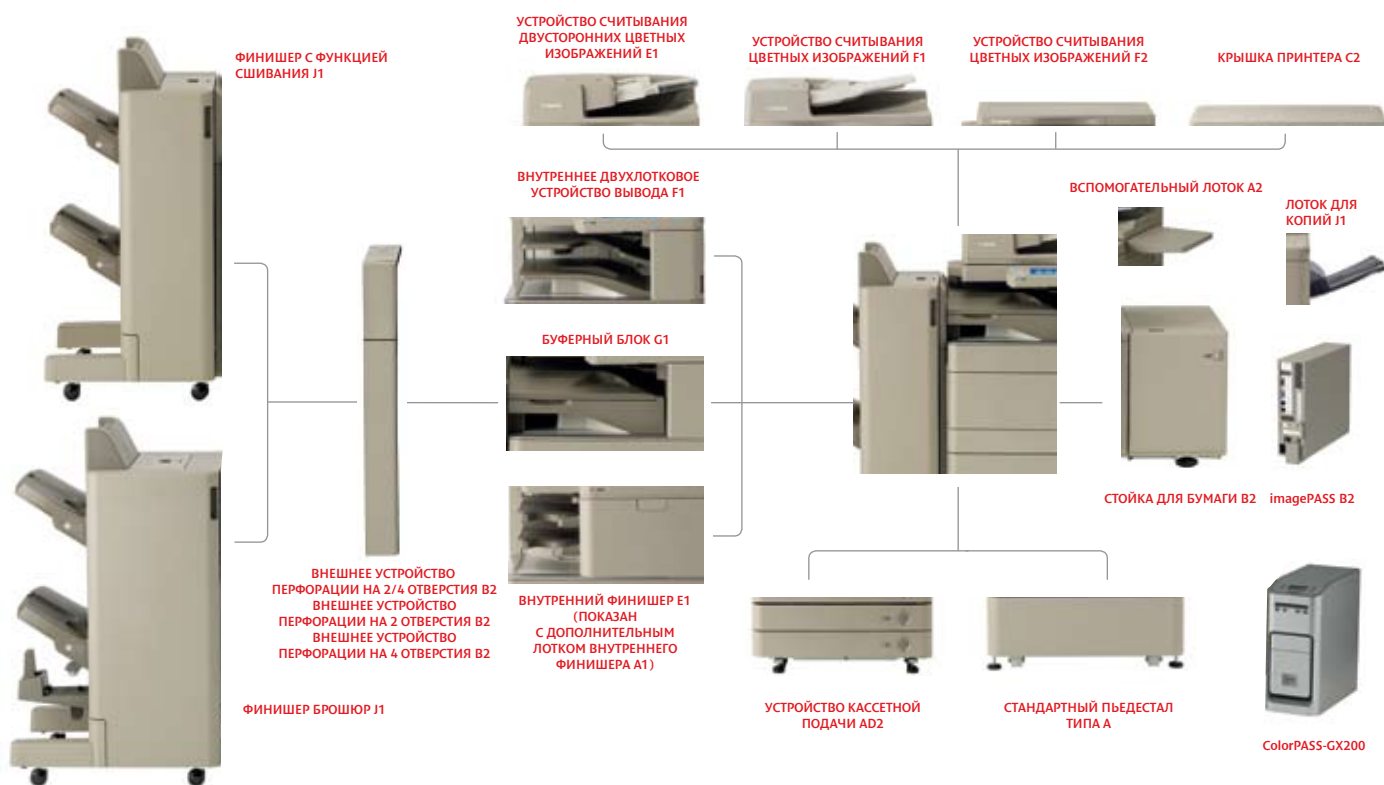 УСТРОЙСТВО СЧИТЫВАНИЯ
ДВУСТОРОННИХ ЦВЕТНЫХ
ИЗОБРАЖЕНИЙ E1
УСТРОЙСТВО СЧИТЫВАНИЯ
ЦВЕТНЫХ ИЗОБРАЖЕНИЙ F1
УСТРОЙСТВО СЧИТЫВАНИЯ
ЦВЕТНЫХ ИЗОБРАЖЕНИЙ F2
КРЫШКА ПРИНТЕРА C2
ФИНИШЕР С ФУНКЦИЕЙ
СШИВАНИЯ J1
ВНУТРЕННЕЕ ДВУХЛОТКОВОЕ
УСТРОЙСТВО ВЫВОДА F1
ВСПОМОГАТЕЛЬНЫЙ ЛОТОК A2
ЛОТОК ДЛЯ
КОПИЙ J1
БУФЕРНЫЙ БЛОК G1
СТОЙКА ДЛЯ БУМАГИ B2
imagePASS B2
ВНЕШНЕЕ УСТРОЙСТВО
ПЕРФОРАЦИИ НА 2/4 ОТВЕРСТИЯ B2
ВНЕШНЕЕ УСТРОЙСТВО
ПЕРФОРАЦИИ НА 2 ОТВЕРСТИЯ B2
ВНЕШНЕЕ УСТРОЙСТВО
ПЕРФОРАЦИИ НА 4 ОТВЕРСТИЯ B2
ВНУТРЕННИЙ ФИНИШЕР E1
(ПОКАЗАН
С ДОПОЛНИТЕЛЬНЫМ
ЛОТКОМ ВНУТРЕННЕГО
ФИНИШЕРА A1)
ФИНИШЕР БРОШЮР J1
УСТРОЙСТВО КАССЕТНОЙ
ПОДАЧИ AD2
СТАНДАРТНЫЙ ПЬЕДЕСТАЛ
ТИПА A
ColorPASS-GX200